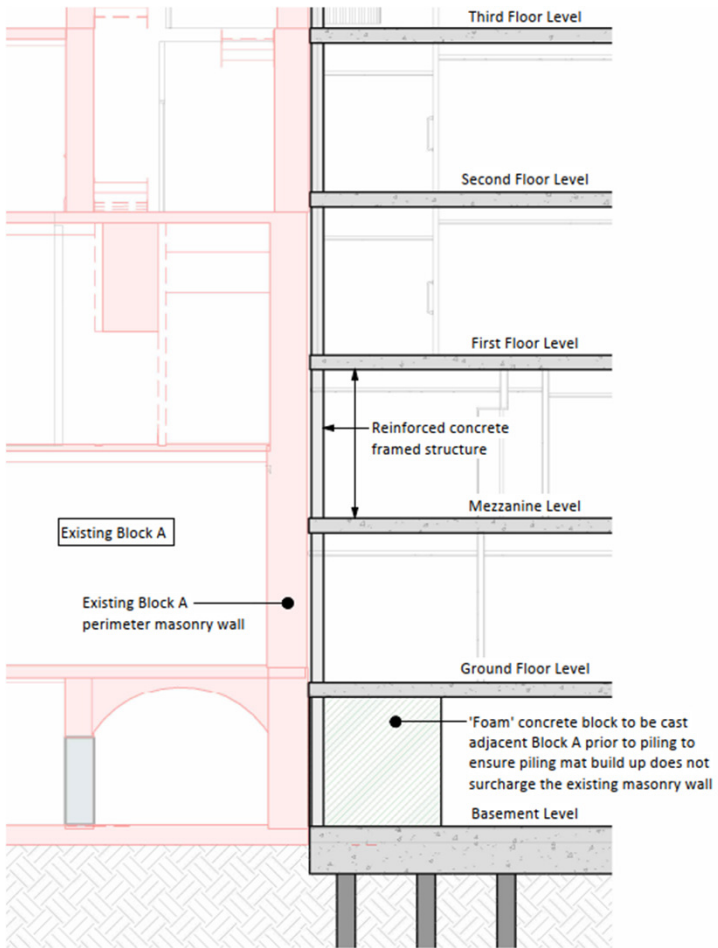 Third Floor Level
Second Floor Level
First Floor Level
Reinforced concrete
framed structure
Mezzanine Level
Existing Block A
Existing Block A
perimeter masonry wall
Ground Floor Level
'Foam' concrete block to be cast
adjacent Block A prior to piling to
ensure piling mat build up does not
surcharge the existing masonry wall
Basement Level